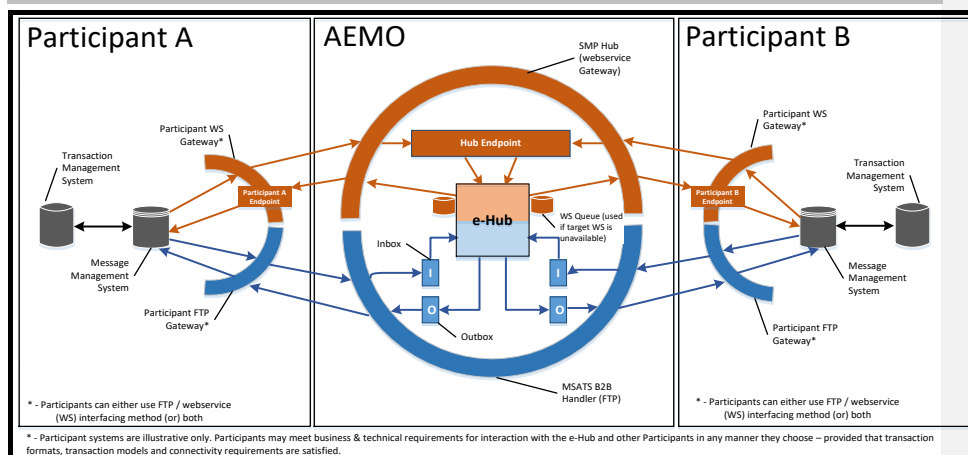 Participant A
AEMO
Participant B
SMP Hub
(webservice
Gateway)
Participant WS
Gateway*
Transaction
Management
System
Participant A
Endpoint
Message
Management
System
Participant FTP
Gateway*
Hub Endpoint
e-Hub
WS Queue (used
if target WS is
unavailable)
Inbox
I
I
O
O
Outbox
MSATS B2B
Handler (FTP)
Participant WS
Gateway*
Transaction
Management
System
Participant B
Endpoint
Message
Management
System
Participant FTP
Gateway*
* - Participants can either use FTP / webservice
(WS) interfacing method (or) both
* - Participants can either use FTP / webservice
(WS) interfacing method (or) both
* - Participant systems are illustrative only. Participants may meet business & technical requirements for interaction with the e-Hub and other Participants in any manner they choose – provided that transaction
formats, transaction models and connectivity requirements are satisfied.